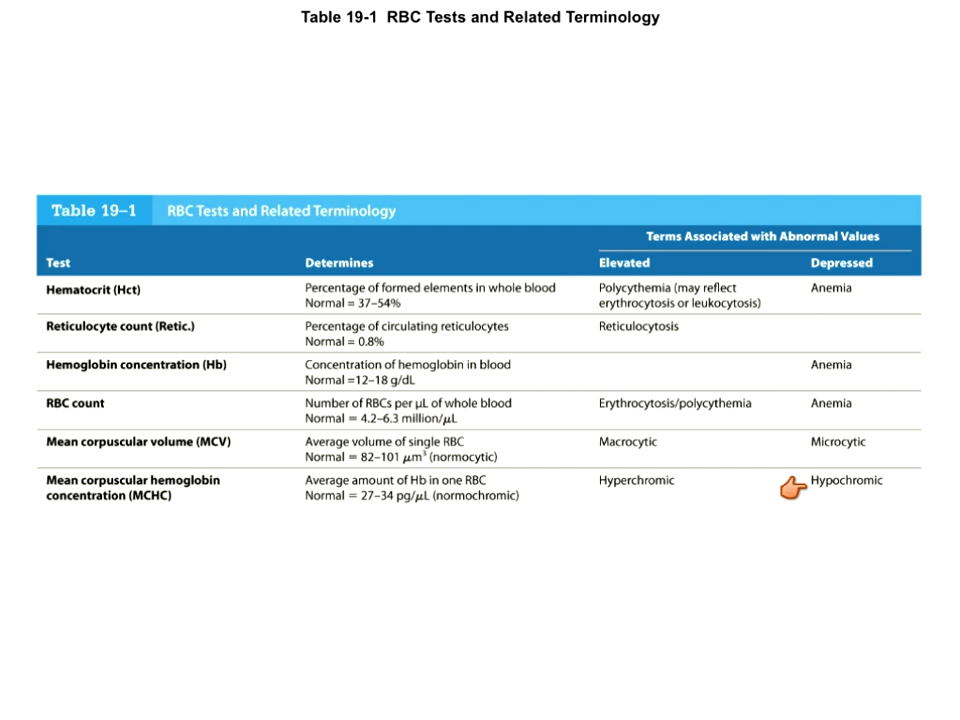 Table 19-1 RBC Tests and Related Terminology
Table 19–1 RBC Tests and Related Terminology
Terms Associated with Abnormal Values
Test Determines Elevated Depressed
Hematocrit (Hct) Percentage of formed elements in whole blood Polycythemia (may reflect Anemia
Normal = 37–54% erythrocytosis or leukocytosis)
Reticulocyte count (Retic.) Percentage of circulating reticulocytes Reticulocytosis
Normal = 0.8%
Hemoglobin concentration (Hb) Concentration of hemoglobin in blood Anemia
Normal =12–18 g/dL
RBC count Number of RBCs per μL of whole blood Erythrocytosis/polycythemia Anemia
Normal = 4.2–6.3 million/μL
Mean corpuscular volume (MCV) Average volume of single RBC Macrocytic Microcytic
Normal = 82–101 μm³ (normocytic)
Mean corpuscular hemoglobin Average amount of Hb in one RBC Hyperchromic Hypochromic
concentration (MCHC) Normal = 27–34 pg/μL (normochromic)